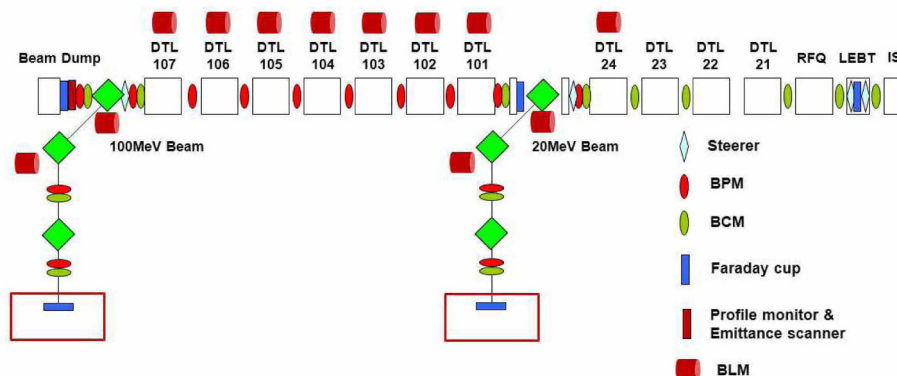 Beam Dump
DTL
107
DTL
106
DTL
105
DTL
104
DTL
103
DTL
102
DTL
101
DTL
24
DTL
23
DTL
22
DTL
21
RFQ
LEBT
IS
100MeV Beam
20MeV Beam
Steerer
BPM
BCM
Faraday cup
Profile monitor &
Emittance scanner
BLM